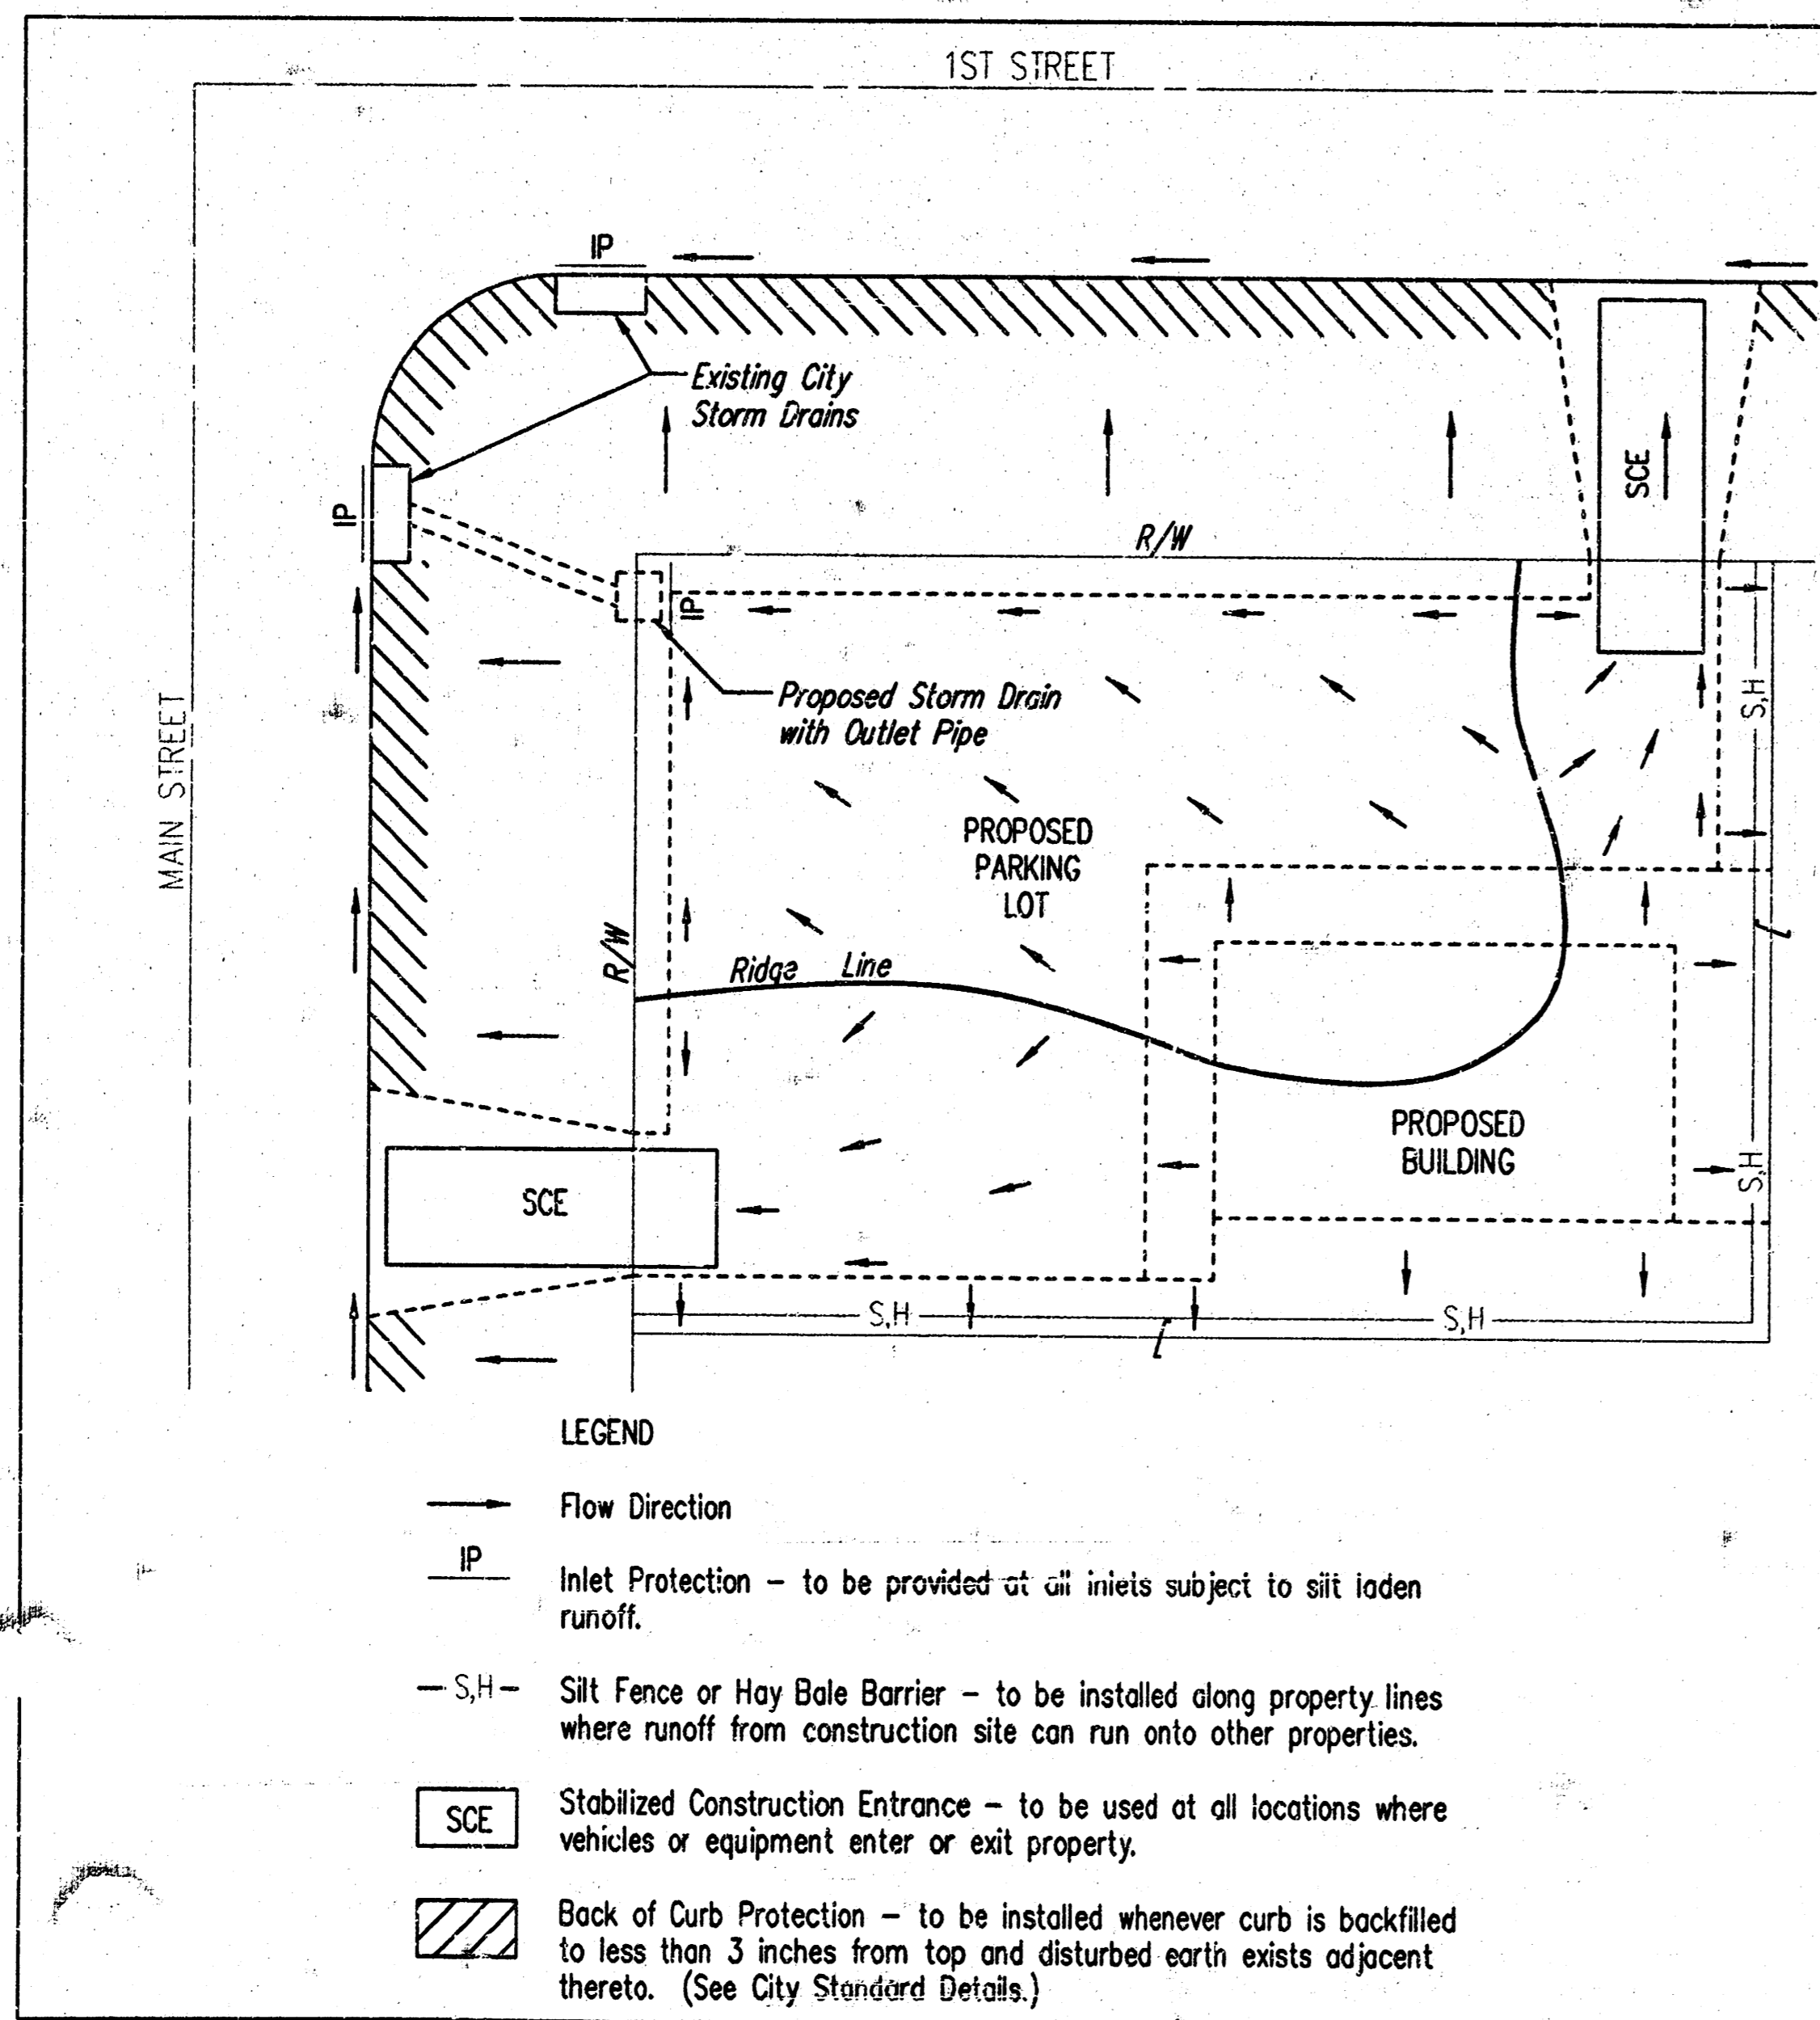 1ST STREET
IP
Existing City
Storm Drains
IP
SCE
R/W
IP
S,H
Proposed Storm Drain
with Outlet Pipe
MAIN STREET
PROPOSED
PARKING
LOT
R/W
Ridge Line
PROPOSED
BUILDING
S,H
SCE
S,H
S,H
LEGEND
Flow Direction
IP
Inlet Protection – to be provided at all inlets subject to silt laden
runoff.
S,H
Silt Fence or Hay Bale Barrier – to be installed along property lines
where runoff from construction site can run onto other properties.
SCE
Stabilized Construction Entrance – to be used at all locations where
vehicles or equipment enter or exit property.
Back of Curb Protection – to be installed whenever curb is backfilled
to less than 3 inches from top and disturbed earth exists adjacent
thereto. (See City Standard Details.)